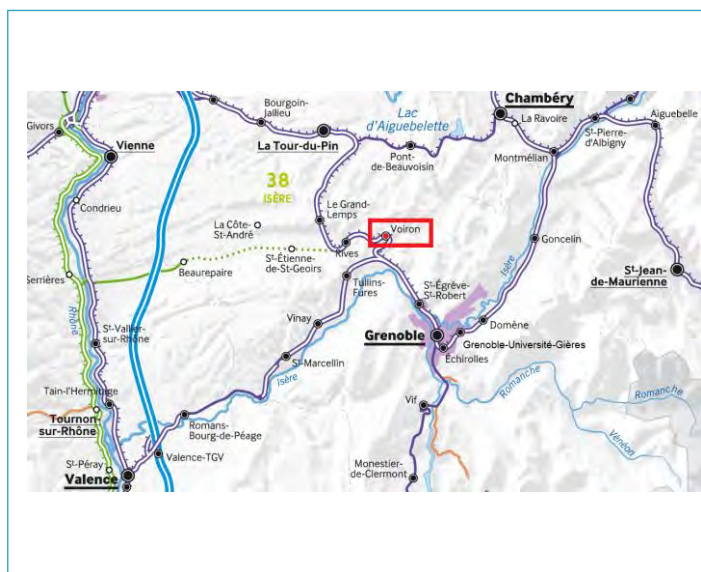 Bourgoin-
Jallieu
Lac
d'Aiguebelette
Chambéry
La Ravoire
Aiguebelle
St-Pierre-
d'Albigny
Givors
Vienne
La Tour-du-Pin
Pont-
de-Beauvoisin
Montmélian
38
ISÈRE
Condrieu
Le Grand-
Lemps
La Côte-
St-André
Voiron
Rives
Goncelin
Isère
St-Étienne-
de-St-Geoirs
Beaurepaire
Serrières
St-Jean-
de-Maurienne
Tullins-
Fures
St-Égrève-
St-Robert
Rhône
Vinay
Domène
St-Vallier-
sur-Rhône
Grenoble
Grenoble-Université-Gières
Échirolles
St-Marcellin
Isère
Romanche
Romanche
Tain-l'Hermitage
Vif
Tournon-
sur-Rhône
Romans-
Bourg-de-Péage
Vénéon
St-Péray
Valence-TGV
Monestier-
de-Clermont
Valence